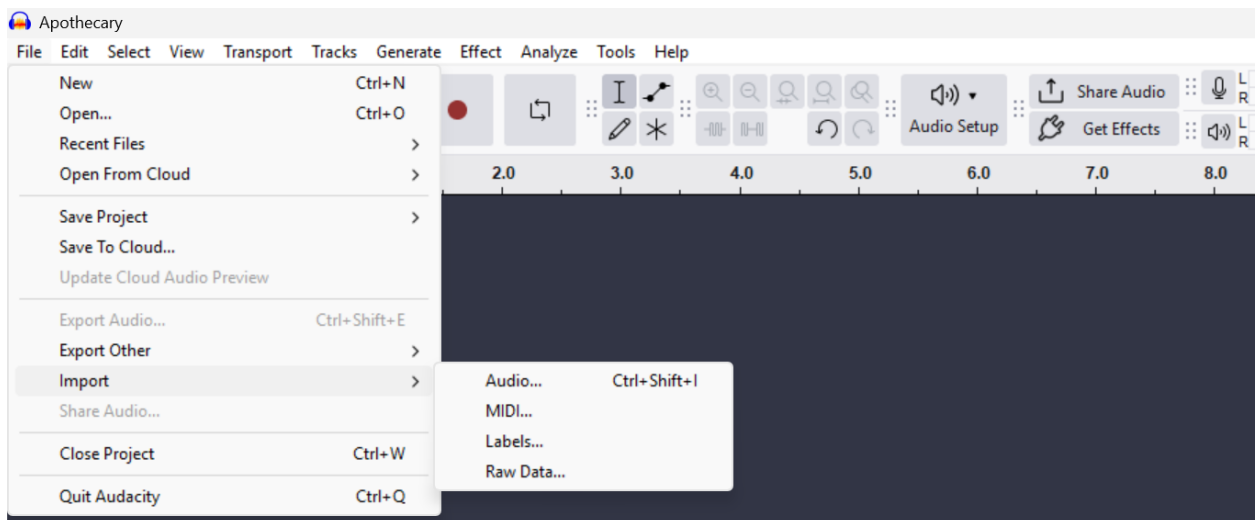 Apothecary
File Edit Select View Transport Tracks Generate Effect Analyze Tools Help
New Ctrl+N
Open... Ctrl+O
Recent Files
Open From Cloud
Save Project
Save To Cloud...
Update Cloud Audio Preview
Export Audio... Ctrl+Shift+E
Export Other
Import
Share Audio...
Close Project Ctrl+W
Quit Audacity Ctrl+Q
Audio... Ctrl+Shift+I
MIDI...
Labels...
Raw Data...
Audio Setup
Share Audio
Get Effects
L
R
L
R
2.0 3.0 4.0 5.0 6.0 7.0 8.0